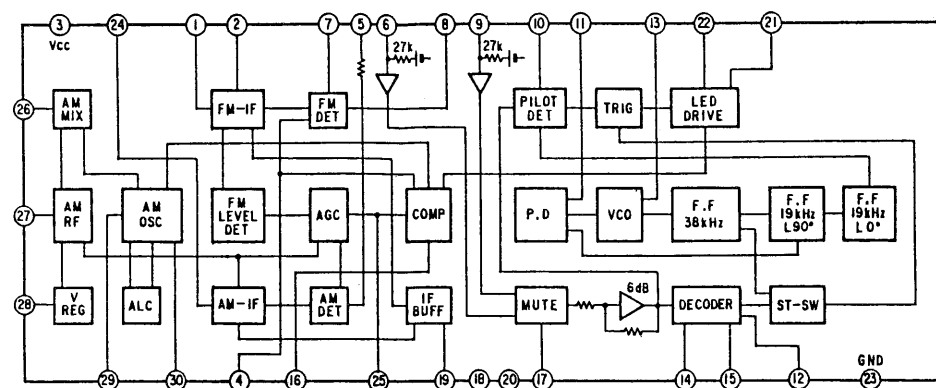 3 24 1 2 7 5 6 9 10 11 13 22 21
Vcc
27k
27k
26
AM
MIX
FM-IF
FM
DET
8
PILOT
DET
TRIG
LED
DRIVE
27
AM
RF
AM
OSC
FM
LEVEL
DET
AGC
COMP
P.D
VCO
F.F
38kHz
F.F
19kHz
L90°
F.F
19kHz
L0°
28
V
REG
ALC
AM-IF
AM
DET
IF
BUFF
MUTE
6dB
DECODER
ST-SW
GND
29 30 4 16 25 19 18 20 17 14 15 12 23